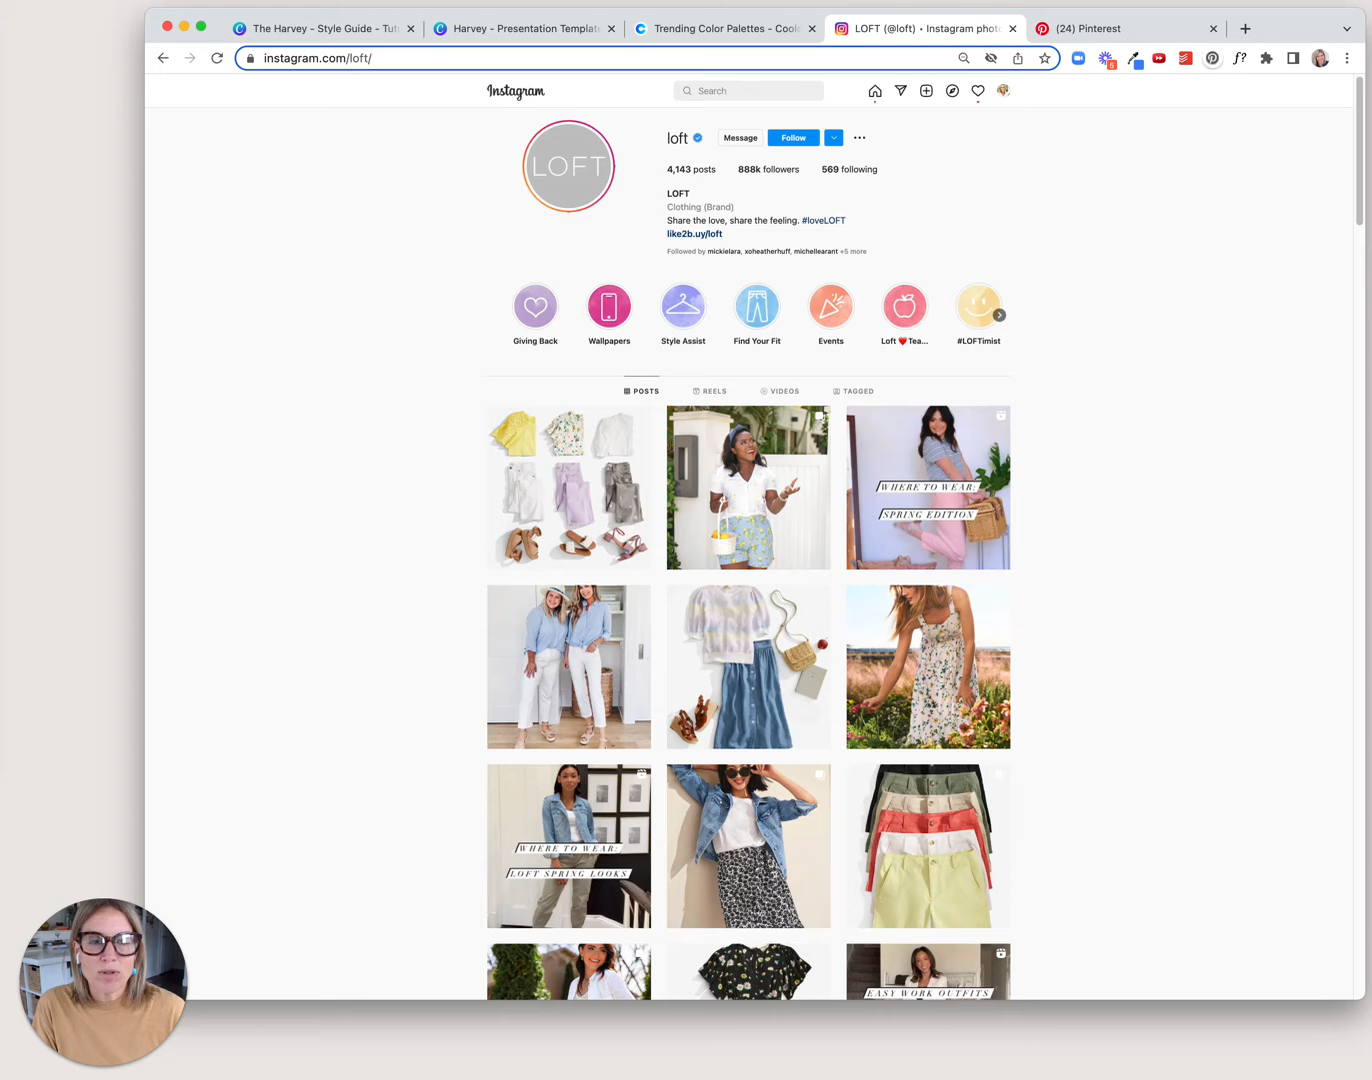 The Harvey - Style Guide - Tut
Harvey - Presentation Template
Trending Color Palettes - Coolo
LOFT (@loft) • Instagram photo
(24) Pinterest
instagram.com/loft/
5
f?
Instagram
Search
LOFT
loft
Message
Follow
4,143 posts
888k followers
569 following
LOFT
Clothing (Brand)
Share the love, share the feeling. #loveLOFT
like2b.uy/loft
Followed by mickielara, xoheatherhuff, michellearant +5 more
Giving Back
Wallpapers
Style Assist
Find Your Fit
Events
Loft ❤️Tea...
#LOFTimist
POSTS
REELS
VIDEOS
TAGGED
WHERE TO WEAR:
SPRING EDITION
WHERE TO WEAR:
LOFT SPRING LOOKS
EASY WORK OUTFITS